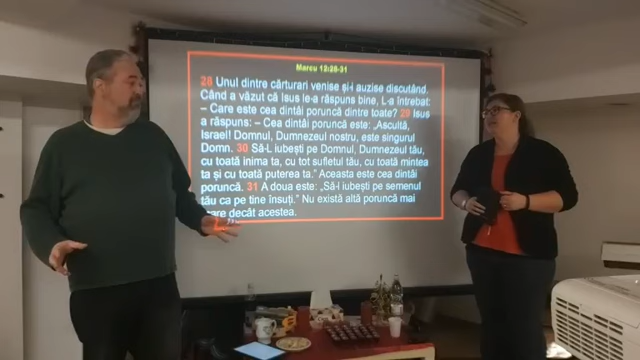 Marcu 12:28-31
28 Unul dintre cărturari venise și-i auzise discutând.
Când a văzut că Isus le-a răspuns bine, L-a întrebat:
– Care este cea dintâi poruncă dintre toate? 29 Isus
a răspuns: – Cea dintâi poruncă este: „Ascultă,
Israel! Domnul, Dumnezeul nostru, este singurul
Domn. 30 Să-L iubești pe Domnul, Dumnezeul tău,
cu toată inima ta, cu tot sufletul tău, cu toată mintea
ta și cu toată puterea ta.” Aceasta este cea dintâi
poruncă. 31 A doua este: „Să-l iubești pe semenul
tău ca pe tine însuți.” Nu există altă poruncă mai
mare decât acestea.